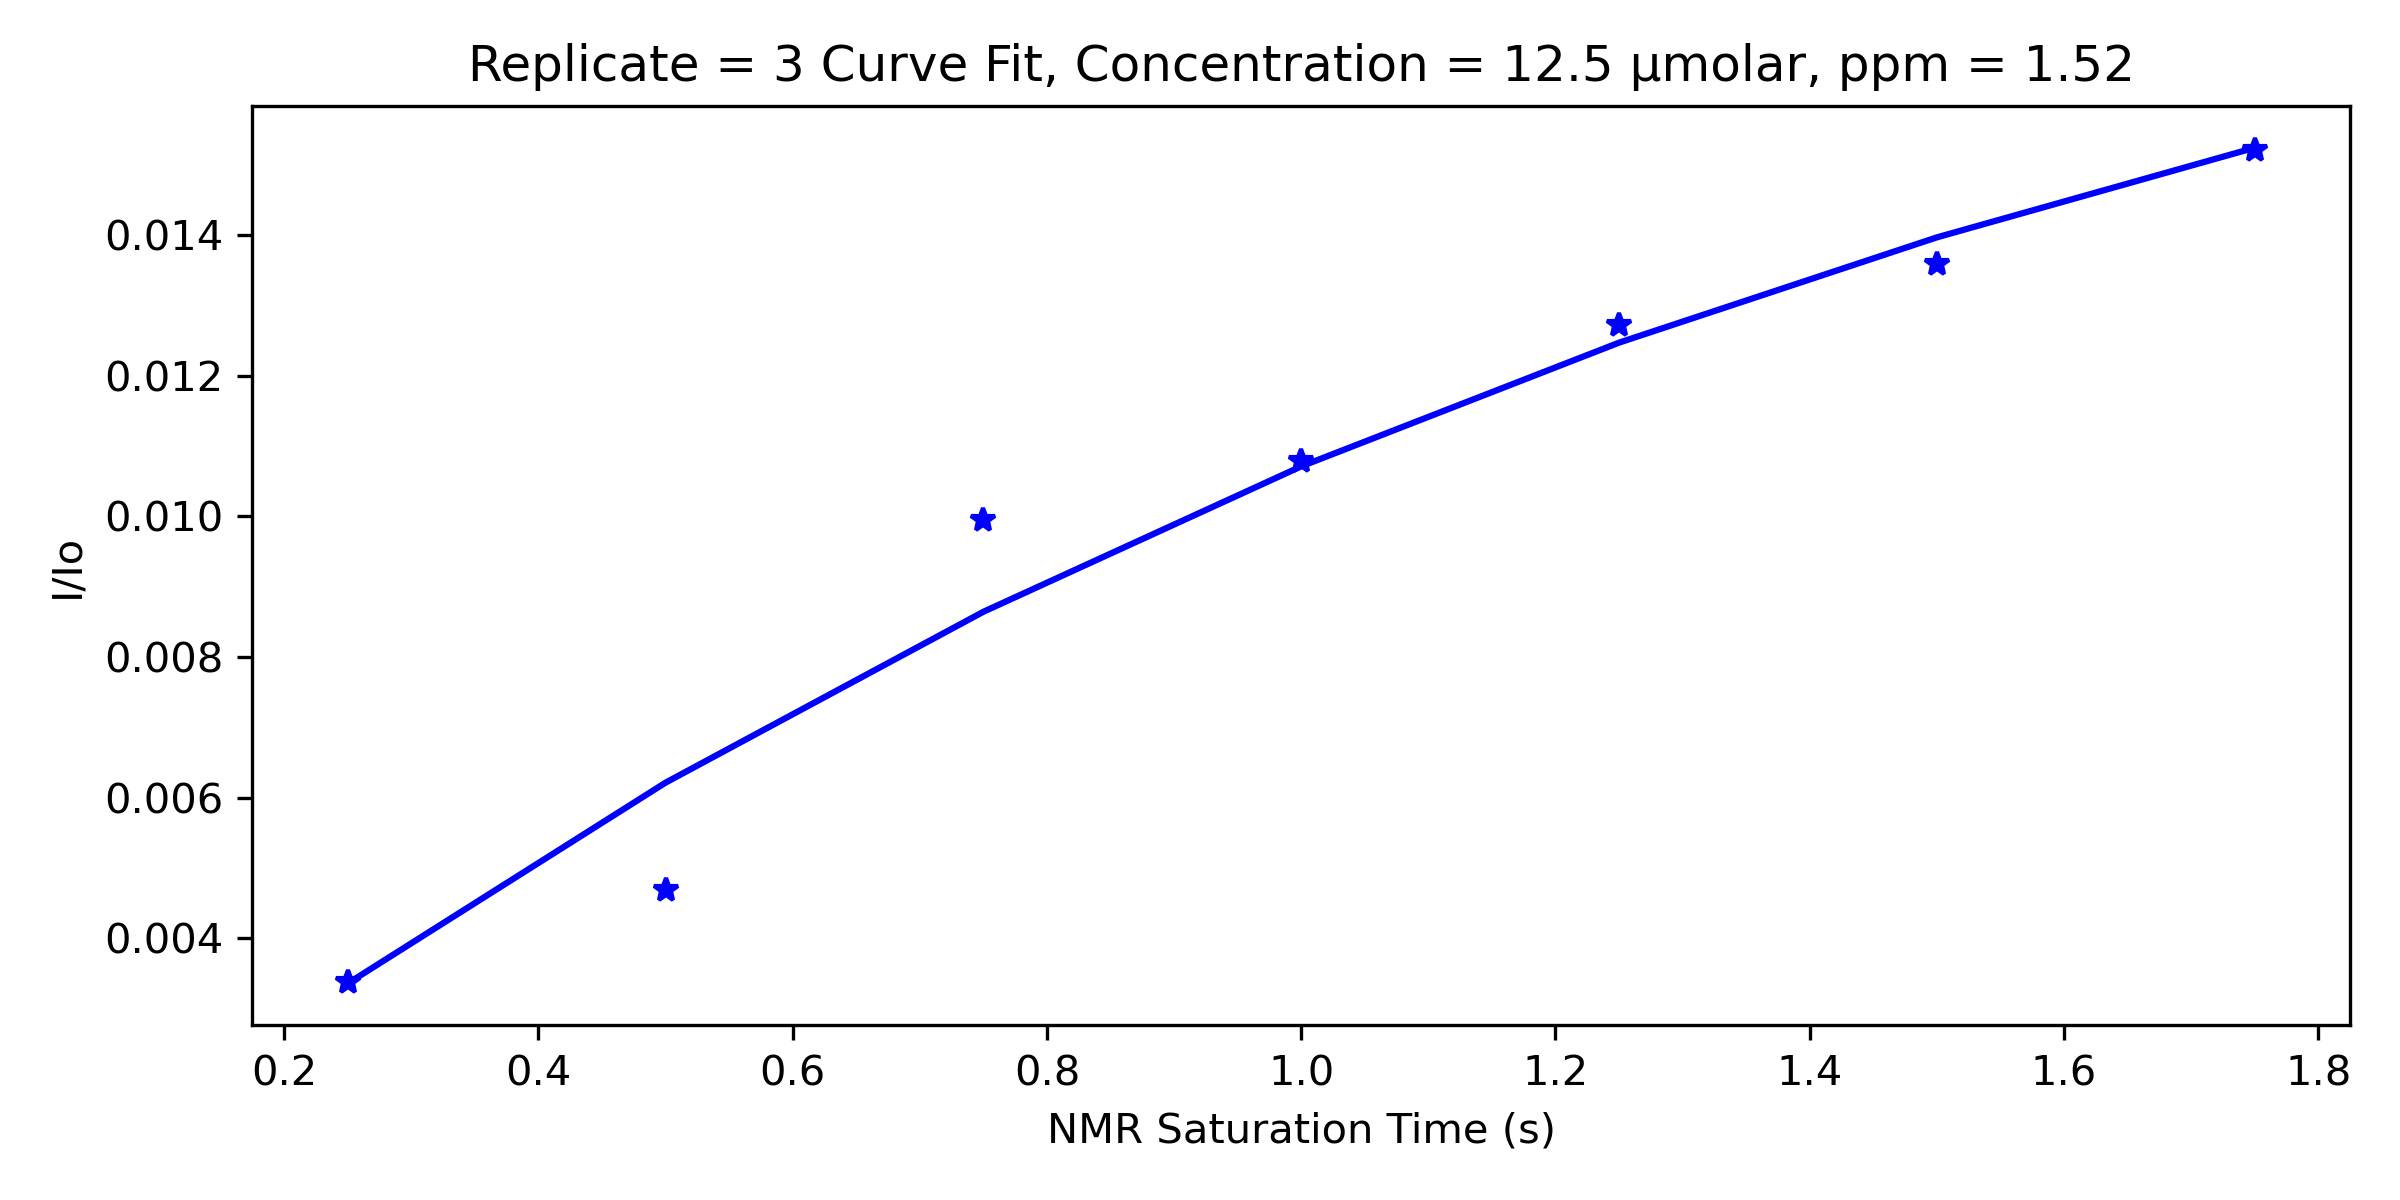 Replicate = 3 Curve Fit, Concentration = 12.5 µmolar, ppm = 1.52
0.014
0.012
0.010
0.008
0.006
0.004
I/Io
0.2 0.4 0.6 0.8 1.0 1.2 1.4 1.6 1.8
NMR Saturation Time (s)